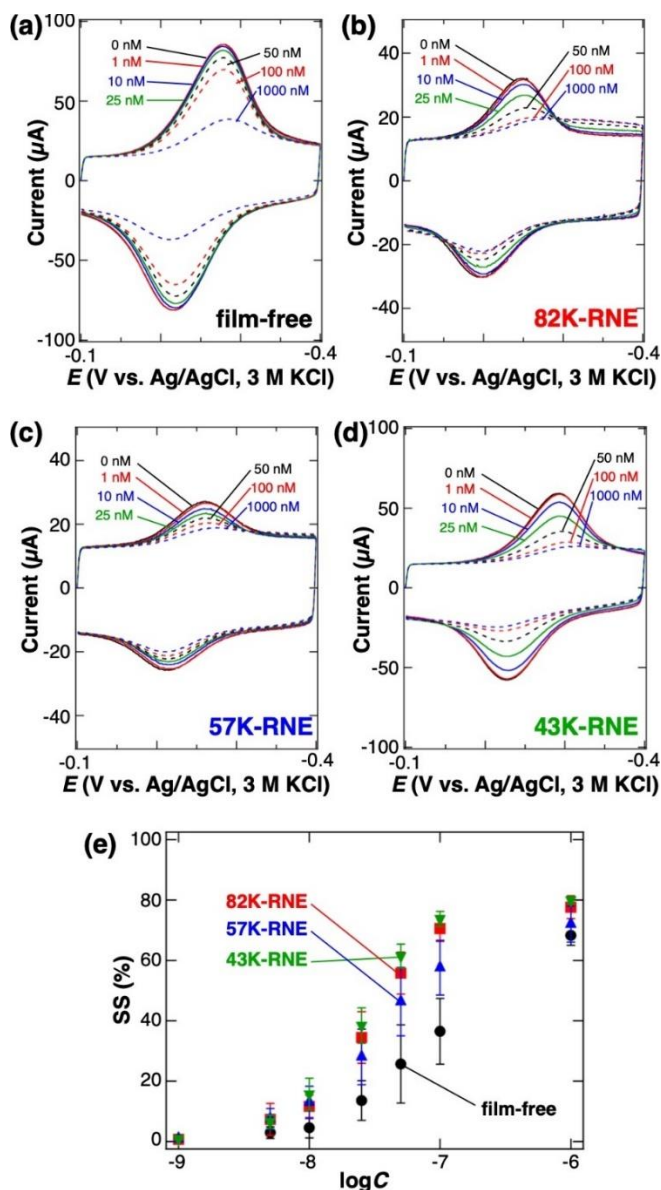 (a)
100
50
0
-50
-100
Current (µA)
0 nM
1 nM
10 nM
25 nM
50 nM
100 nM
1000 nM
film-free
-0.1
-0.4
E (V vs. Ag/AgCl, 3 M KCl)
(b)
40
20
0
-20
-40
Current (µA)
0 nM
1 nM
10 nM
25 nM
50 nM
100 nM
1000 nM
82K-RNE
-0.1
-0.4
E (V vs. Ag/AgCl, 3 M KCl)
(c)
40
20
0
-20
-40
Current (µA)
0 nM
1 nM
10 nM
25 nM
50 nM
100 nM
1000 nM
57K-RNE
-0.1
-0.4
E (V vs. Ag/AgCl, 3 M KCl)
(d)
100
50
0
-50
-100
Current (µA)
0 nM
1 nM
10 nM
25 nM
50 nM
100 nM
1000 nM
43K-RNE
-0.1
-0.4
E (V vs. Ag/AgCl, 3 M KCl)
(e)
100
80
60
40
20
0
SS (%)
82K-RNE
57K-RNE
43K-RNE
film-free
-9
-8
-7
-6
logC